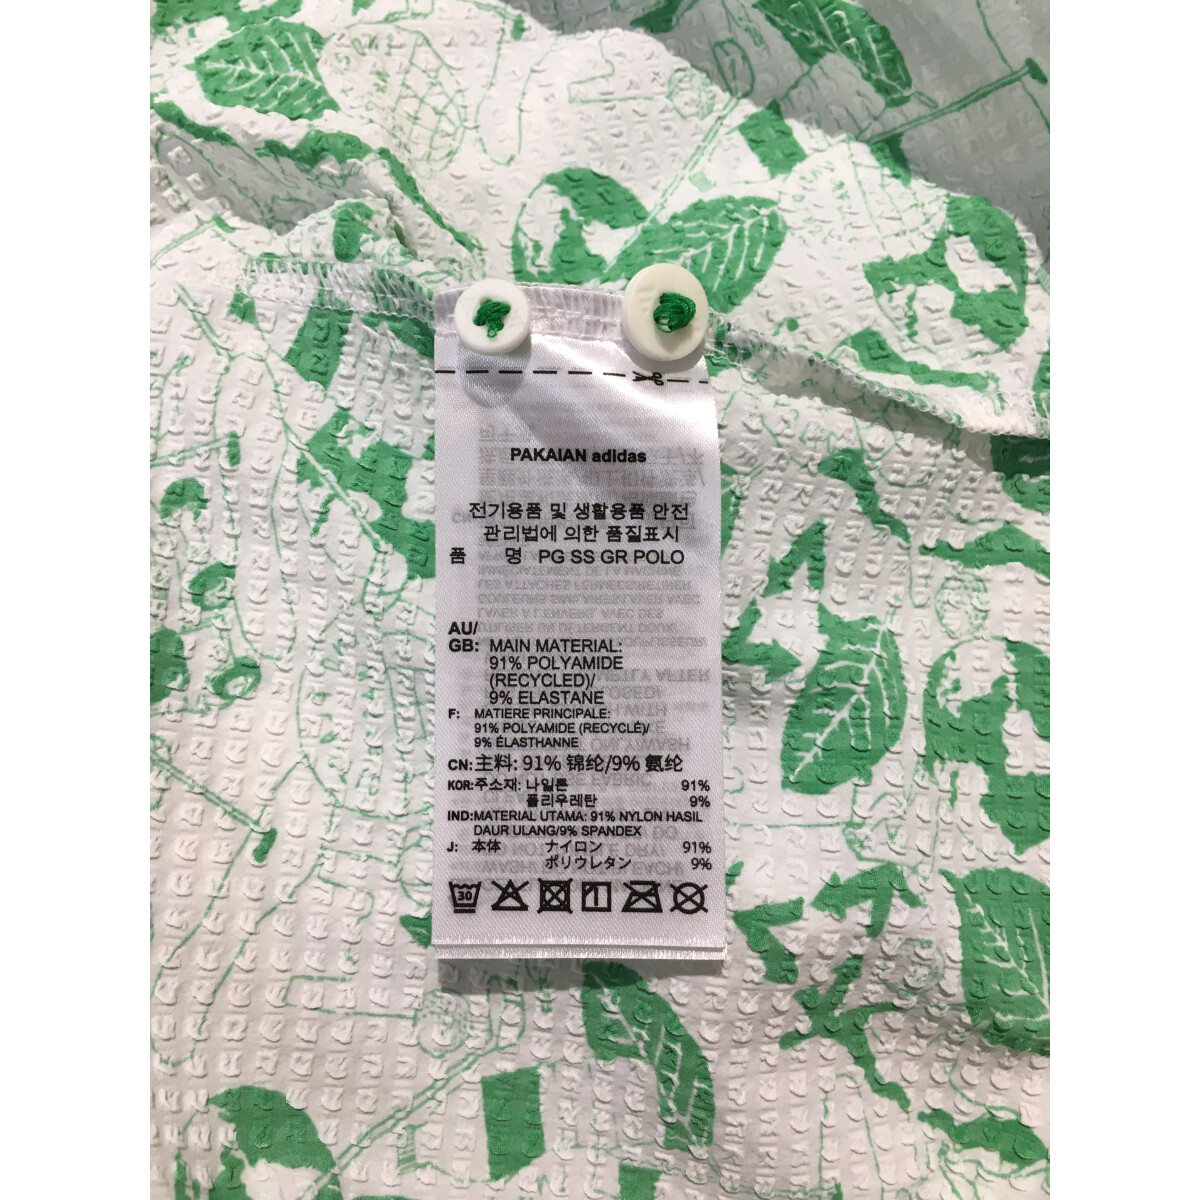 PAKAIAN adidas
전기용품 및 생활용품 안전
관리법에 의한 품질표시
품 명 PG SS GR POLO
AU/
GB: MAIN MATERIAL:
91% POLYAMIDE
(RECYCLED)/
9% ELASTANE
F: MATIERE PRINCIPALE:
91% POLYAMIDE (RECYCLÉ)/
9% ÉLASTHANNE
CN: 主料: 91% 锦纶/9% 氨纶
KOR: 주소재: 나일론 91%
폴리우레탄 9%
IND: MATERIAL UTAMA: 91% NYLON HASIL
DAUR ULANG/9% SPANDEX
J: 本体 ナイロン 91%
ポリウレタン 9%
30